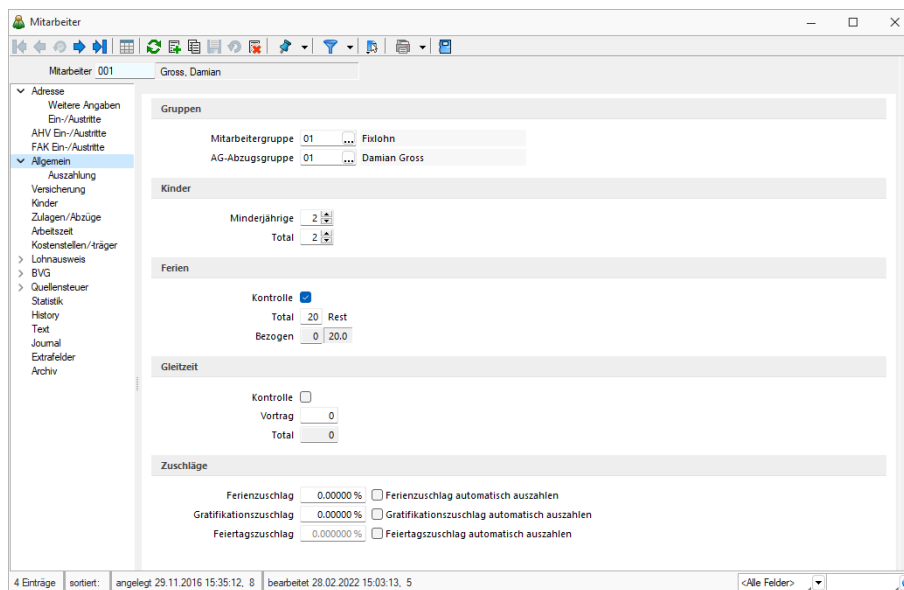 Mitarbeiter
Mitarbeiter 001 Gross, Damian
Adresse
Weitere Angaben
Ein-/Austritte
AHV Ein-/Austritte
FAK Ein-/Austritte
Allgemein
Auszahlung
Versicherung
Kinder
Zulagen/Abzüge
Arbeitszeit
Kostenstellen/-träger
Lohnausweis
BVG
Quellensteuer
Statistik
History
Text
Journal
Extrafelder
Archiv
Gruppen
Mitarbeitergruppe 01 ... Fixlohn
AG-Abzugsgruppe 01 ... Damian Gross
Kinder
Minderjährige 2
Total 2
Ferien
Kontrolle
Total 20 Rest
Bezogen 0 20.0
Gleitzeit
Kontrolle
Vortrag 0
Total 0
Zuschläge
Ferienzuschlag 0.00000 % Ferienzuschlag automatisch auszahlen
Gratifikationszuschlag 0.00000 % Gratifikationszuschlag automatisch auszahlen
Feiertagszuschlag 0.000000 % Feiertagszuschlag automatisch auszahlen
4 Einträge sortiert: angelegt 29.11.2016 15:35:12, 8 bearbeitet 28.02.2022 15:03:13, 5 <Alle Felder>